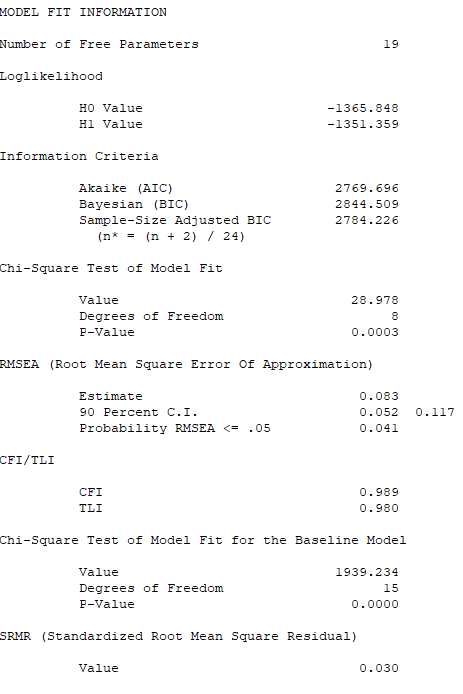 MODEL FIT INFORMATION
Number of Free Parameters 19
Loglikelihood
H0 Value -1365.848
H1 Value -1351.359
Information Criteria
Akaike (AIC) 2769.696
Bayesian (BIC) 2844.509
Sample-Size Adjusted BIC 2784.226
(n* = (n + 2) / 24)
Chi-Square Test of Model Fit
Value 28.978
Degrees of Freedom 8
P-Value 0.0003
RMSEA (Root Mean Square Error Of Approximation)
Estimate 0.083
90 Percent C.I. 0.052 0.117
Probability RMSEA <= .05 0.041
CFI/TLI
CFI 0.989
TLI 0.980
Chi-Square Test of Model Fit for the Baseline Model
Value 1939.234
Degrees of Freedom 15
P-Value 0.0000
SRMR (Standardized Root Mean Square Residual)
Value 0.030